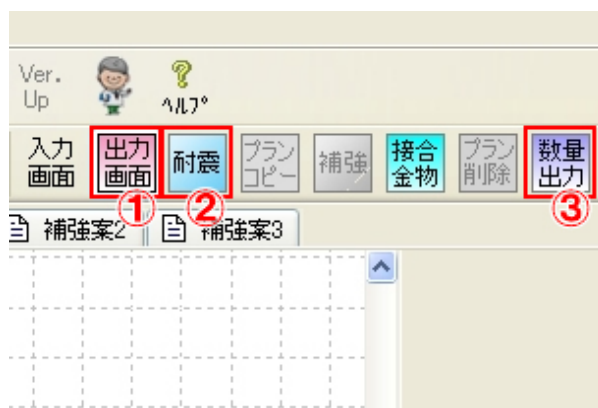 Ver.
Up
?
ﾍﾙﾌﾟ
入力
画面
出力
画面
耐震
プラン
コピー
補強
接合
金物
プラン
削除
数量
出力
①
②
③
補強案2
補強案3